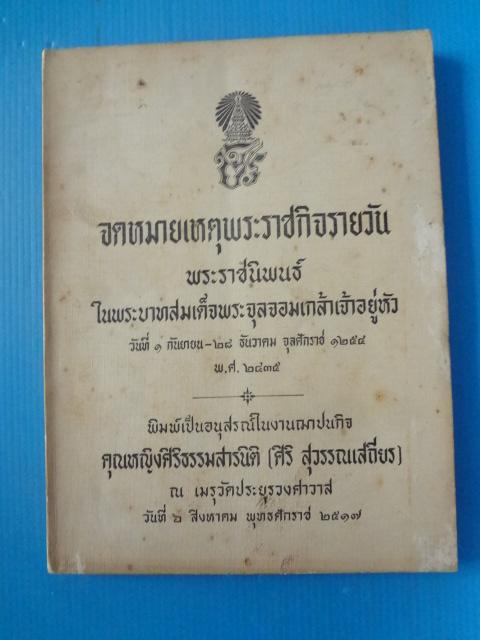 จดหมายเหตุพระราชกิจรายวัน
พระราชนิพนธ์
ในพระบาทสมเด็จพระจุลจอมเกล้าเจ้าอยู่หัว
วันที่ ๑ กันยายน-๒๘ ธันวาคม จุลศักราช ๑๒๕๔
พ.ศ. ๒๔๓๕
พิมพ์เป็นอนุสรณ์ในงานฌาปนกิจ
คุณหญิงศิริธรรมสารนิติ (ศิริ สุวรรณเสถียร)
ณ เมรุวัดประยุรวงศาวาส
วันที่ ๖ สิงหาคม พุทธศักราช ๒๕๑๗